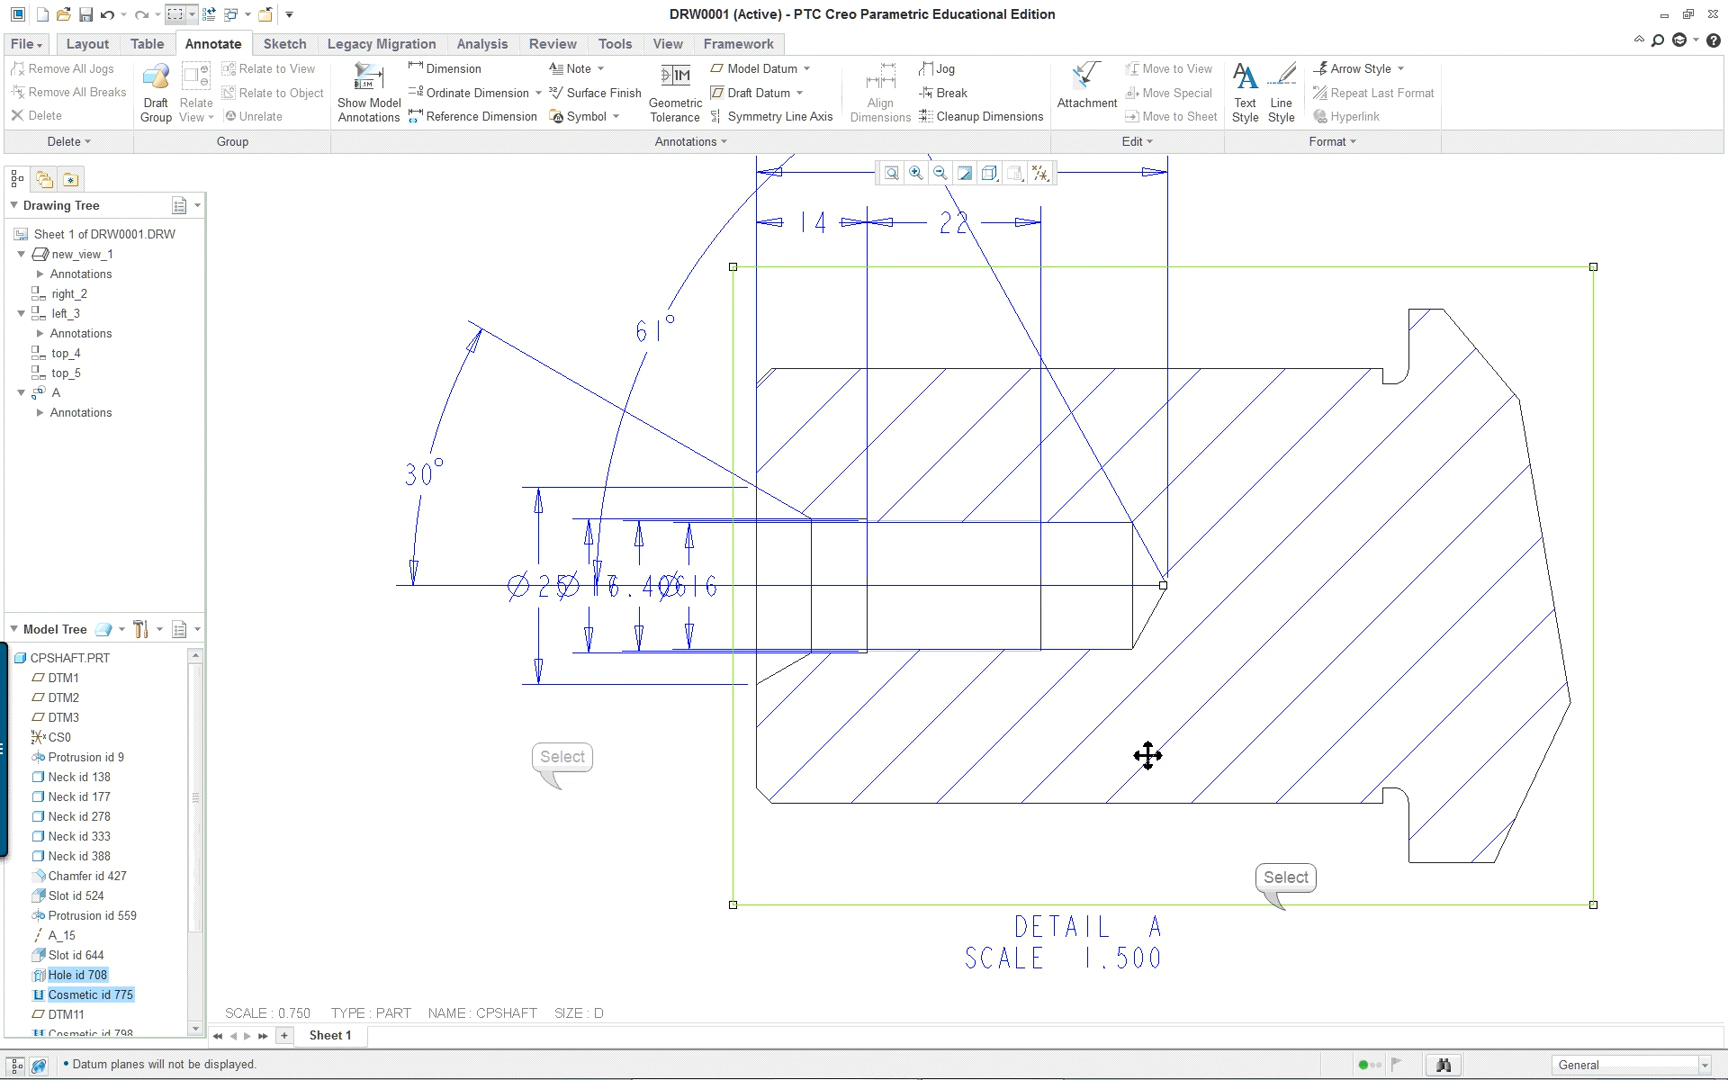 DRW0001 (Active) - PTC Creo Parametric Educational Edition
File Layout Table Annotate Sketch Legacy Migration Analysis Review Tools View Framework
Remove All Jogs
Remove All Breaks
Delete
Draft Group
Relate View
Relate to View
Relate to Object
Unrelate
Show Model Annotations
Dimension
Ordinate Dimension
Reference Dimension
Note
Surface Finish
Symbol
Geometric Tolerance
Model Datum
Draft Datum
Symmetry Line Axis
Align Dimensions
Jog
Break
Cleanup Dimensions
Attachment
Move to View
Move Special
Move to Sheet
Text Style
Line Style
Arrow Style
Repeat Last Format
Hyperlink
Delete Group Annotations Edit Format
Drawing Tree
Sheet 1 of DRW0001.DRW
new_view_1
Annotations
right_2
left_3
Annotations
top_4
top_5
A
Annotations
Model Tree
CPSHAFT.PRT
DTM1
DTM2
DTM3
CS0
Protrusion id 9
Neck id 138
Neck id 177
Neck id 278
Neck id 333
Neck id 388
Chamfer id 427
Slot id 524
Protrusion id 559
A_15
Slot id 644
Hole id 708
Cosmetic id 775
DTM11
Cosmetic id 798
14
22
61°
30°
Select
Select
DETAIL A
SCALE 1.500
SCALE : 0.750 TYPE : PART NAME : CPSHAFT SIZE : D
Sheet 1
• Datum planes will not be displayed.
General